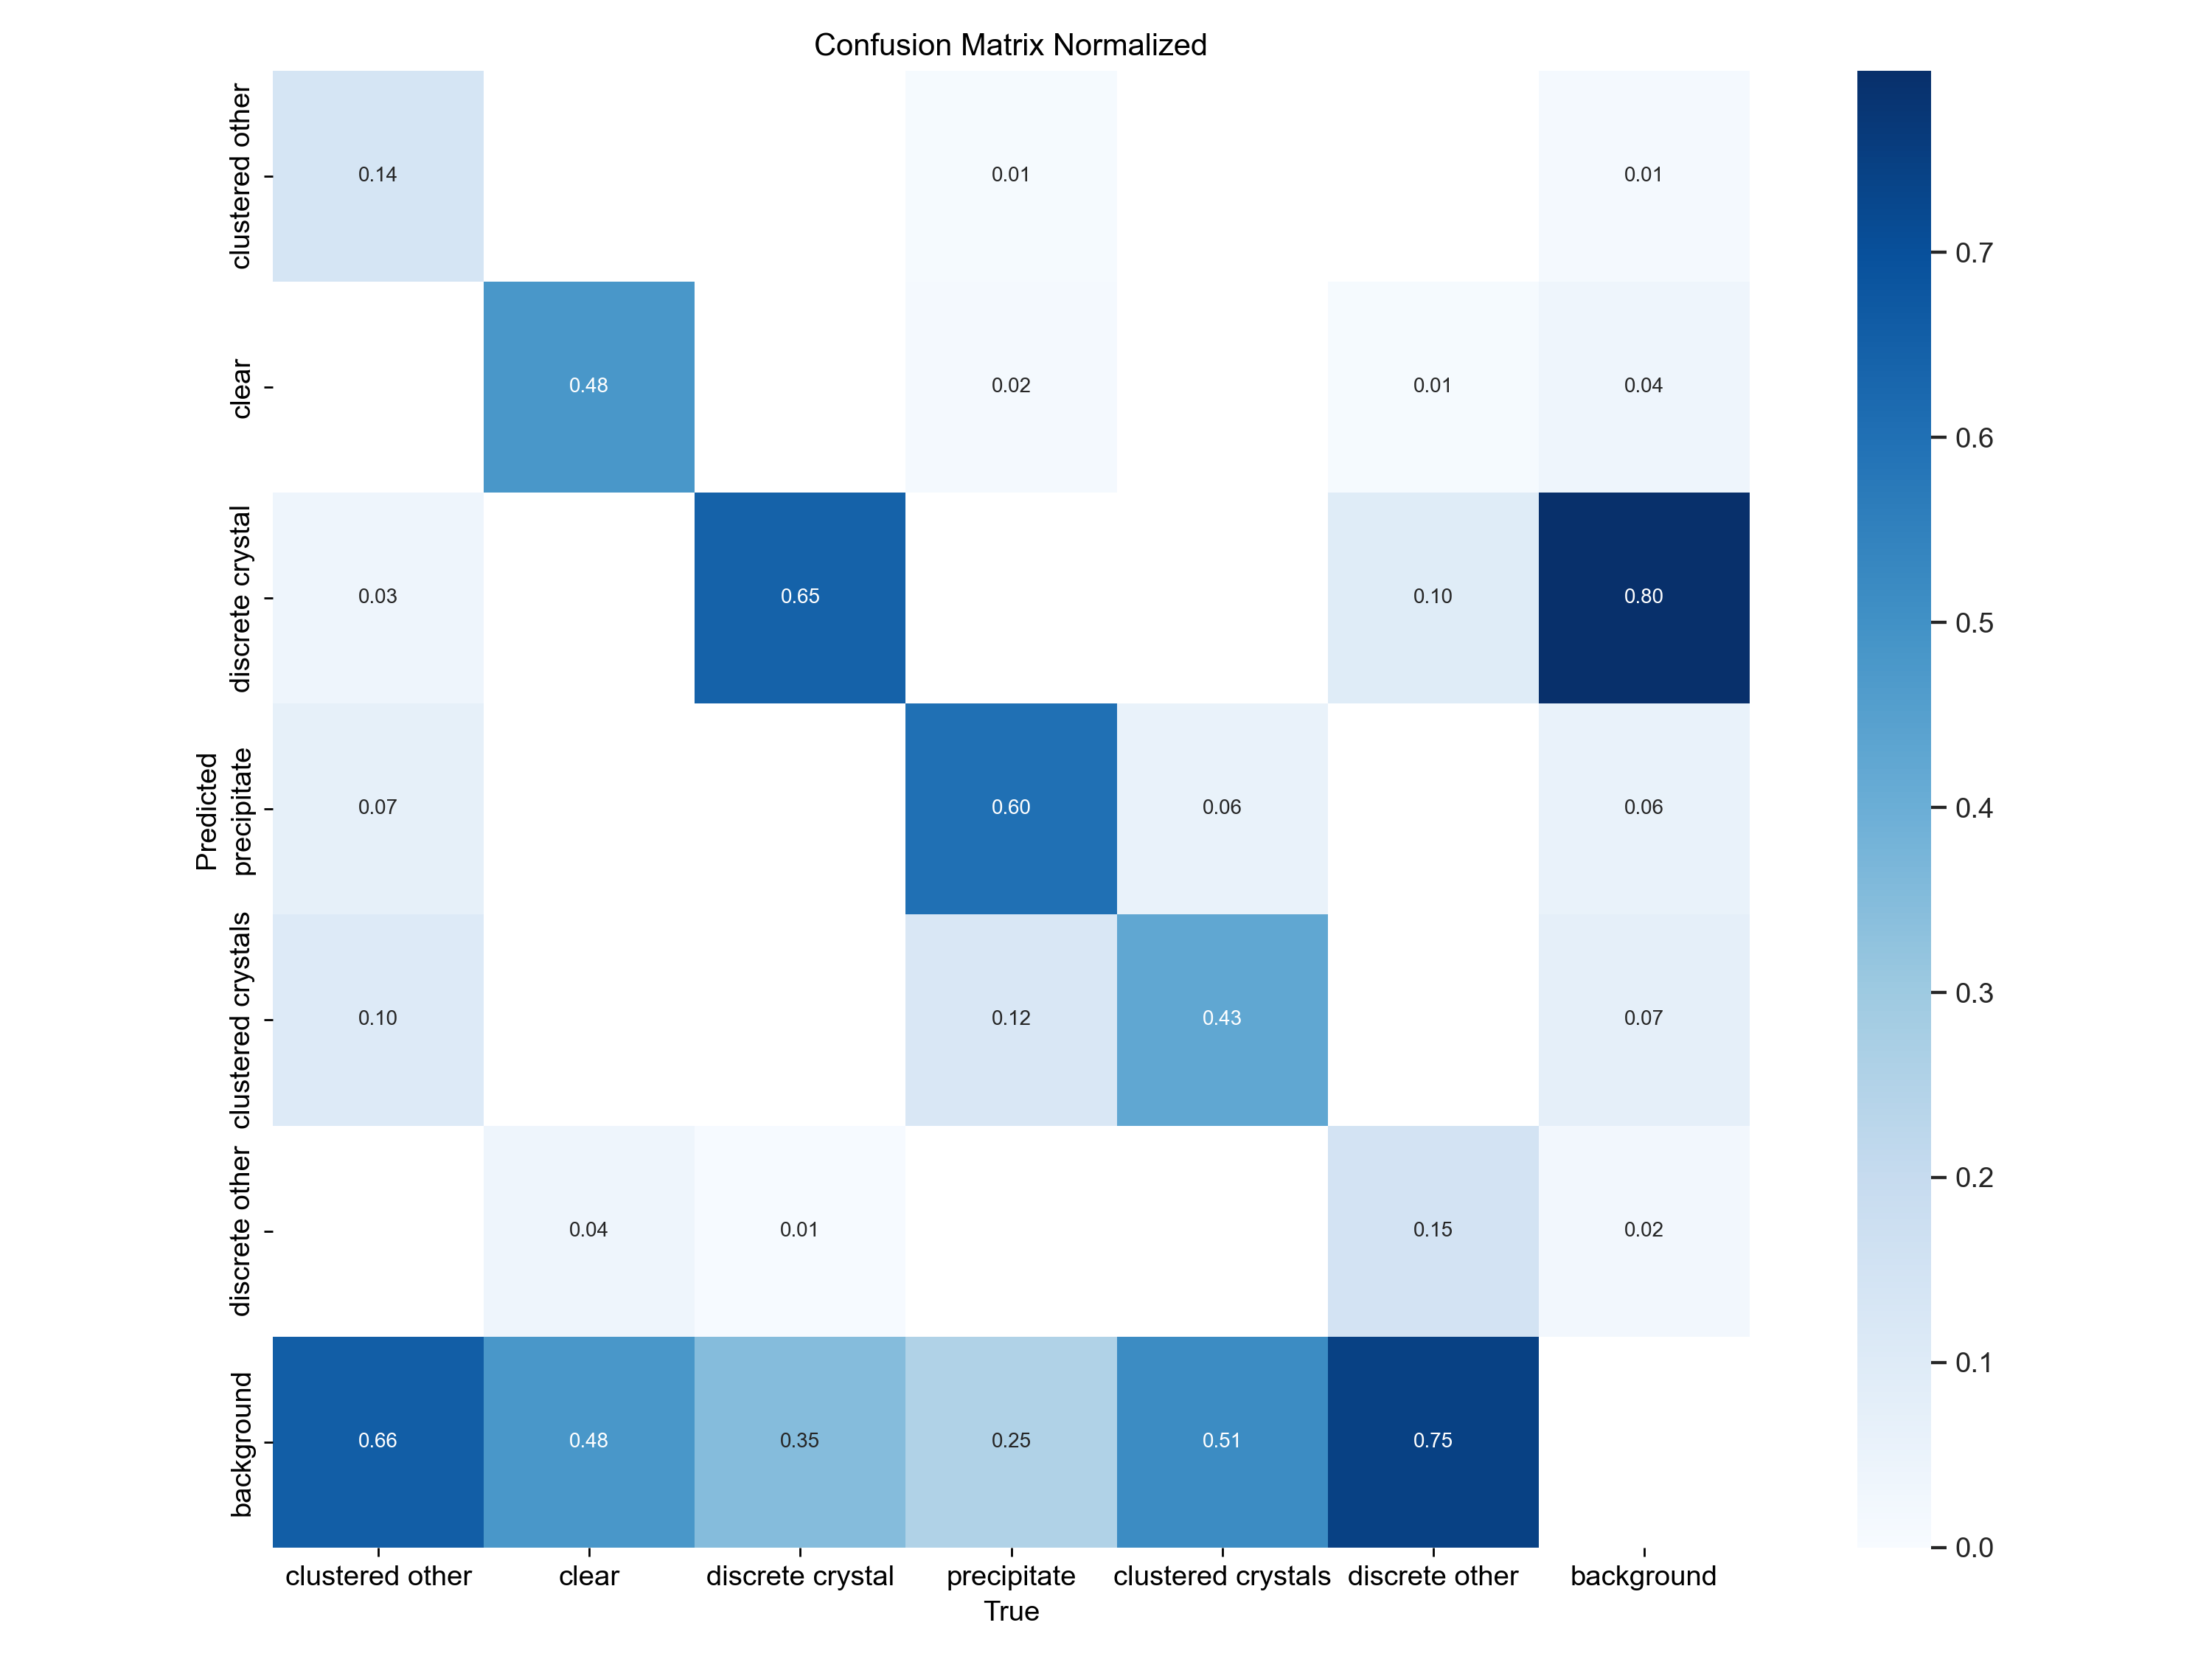 Confusion Matrix Normalized
clustered other
0.14
0.01
0.01
0.7
clear
0.48
0.02
0.01
0.04
0.6
discrete crystal
0.03
0.65
0.10
0.80
0.5
Predicted
precipitate
0.07
0.60
0.06
0.06
0.4
clustered crystals
0.10
0.12
0.43
0.07
0.3
discrete other
0.04
0.01
0.15
0.02
0.2
background
0.66
0.48
0.35
0.25
0.51
0.75
0.1
0.0
clustered other
clear
discrete crystal
precipitate
clustered crystals
discrete other
background
True